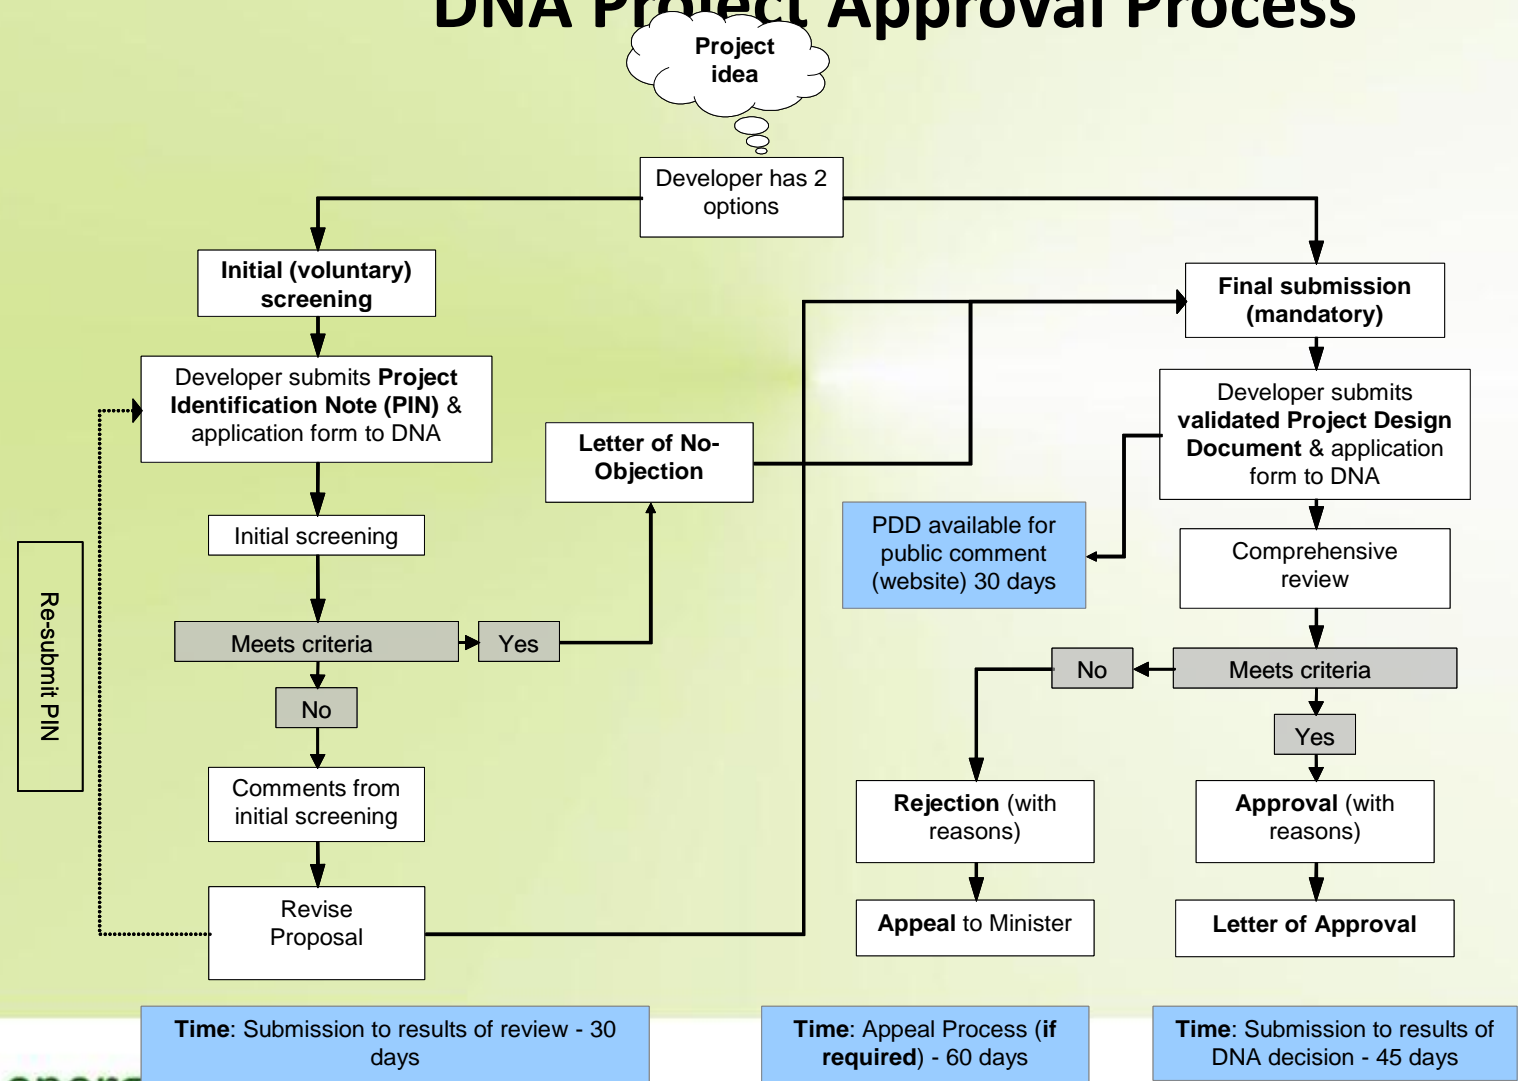 DNA Project Approval Process
Project
idea
Developer has 2
options
Initial (voluntary)
screening
Developer submits Project
Identification Note (PIN) &
application form to DNA
Initial screening
Meets criteria
Yes
No
Comments from
initial screening
Revise
Proposal
Re-submit PIN
Letter of No-
Objection
Final submission
(mandatory)
Developer submits
validated Project Design
Document & application
form to DNA
PDD available for
public comment
(website) 30 days
Comprehensive
review
Meets criteria
No
Yes
Rejection (with
reasons)
Approval (with
reasons)
Appeal to Minister
Letter of Approval
Time: Submission to results of review - 30
days
Time: Appeal Process (if
required) - 60 days
Time: Submission to results of
DNA decision - 45 days